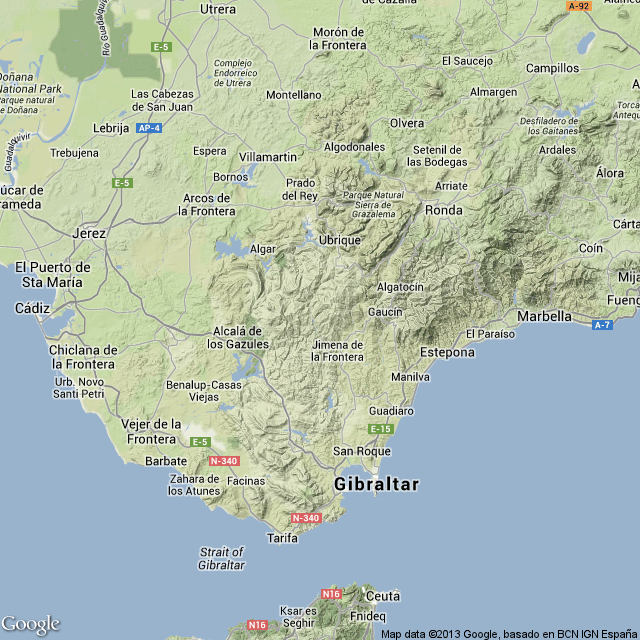 de Cazalla
A-92
Utrera
Morón de
la Frontera
Río Guadalquivir
E-5
El Saucejo
Campillos
Complejo
Endorreico
de Utrera
Doñana
National Park
Parque natural
de Doñana
Las Cabezas
de San Juan
Montellano
Almargen
Torcal
Anteq
Lebrija
AP-4
Olvera
Desfiladero de
los Gaitanes
Guadalquivir
Trebujena
Espera
Villamartin
Algodonales
Setenil de
las Bodegas
Ardales
Álora
E-5
Bornos
Prado
del Rey
Arriate
úcar de
rameda
Arcos de
la Frontera
Parque Natural
Sierra de
Grazalema
Ronda
Cárta
Jerez
Algar
Ubrique
Coín
El Puerto de
Sta María
Algatocín
Mija
Fueng
Cádiz
Gaucín
Marbella
A-7
Alcalá de
los Gazules
El Paraíso
Chiclana de
la Frontera
Jimena de
la Frontera
Estepona
Urb. Novo
Santi Petri
Benalup-Casas
Viejas
Manilva
Guadiaro
Vejer de la
Frontera
E-5
E-15
Barbate
N-340
San Roque
Zahara de
los Atunes
Facinas
Gibraltar
N-340
Tarifa
Strait of
Gibraltar
N16
Ceuta
Ksar es
Seghir
Fnideq
N16
Google
Map data ©2013 Google, basado en BCN IGN España